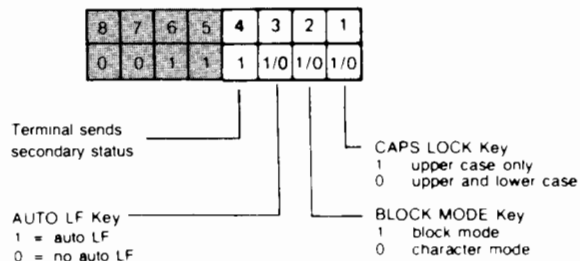 8 7 6 5 4 3 2 1
0 0 1 1 1 1/0 1/0 1/0
Terminal sends
secondary status
CAPS LOCK Key
1 upper case only
0 upper and lower case
AUTO LF Key
1 = auto LF
0 = no auto LF
BLOCK MODE Key
1 block mode
0 character mode